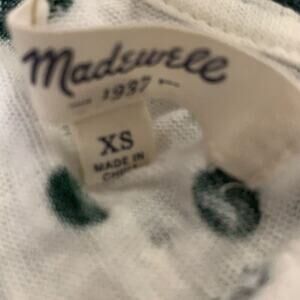 Madewell
— 1937 —
XS
MADE IN
CHINA